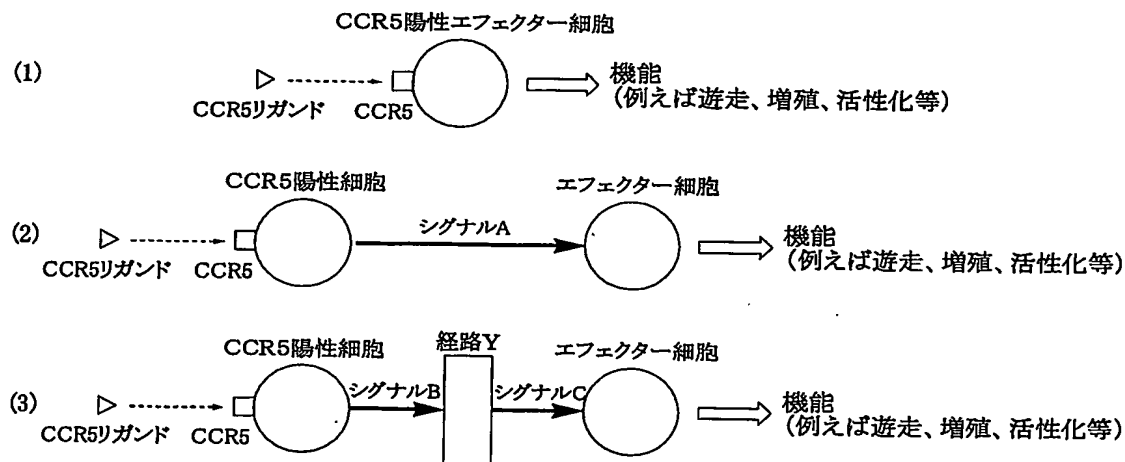 CCR5陽性エフェクター細胞
(1)
CCR5リガンド
CCR5
機能
(例えば遊走、増殖、活性化等)
CCR5陽性細胞
エフェクター細胞
(2)
シグナルA
CCR5リガンド
CCR5
機能
(例えば遊走、増殖、活性化等)
CCR5陽性細胞
経路Y
エフェクター細胞
(3)
シグナルB
シグナルC
CCR5リガンド
CCR5
機能
(例えば遊走、増殖、活性化等)